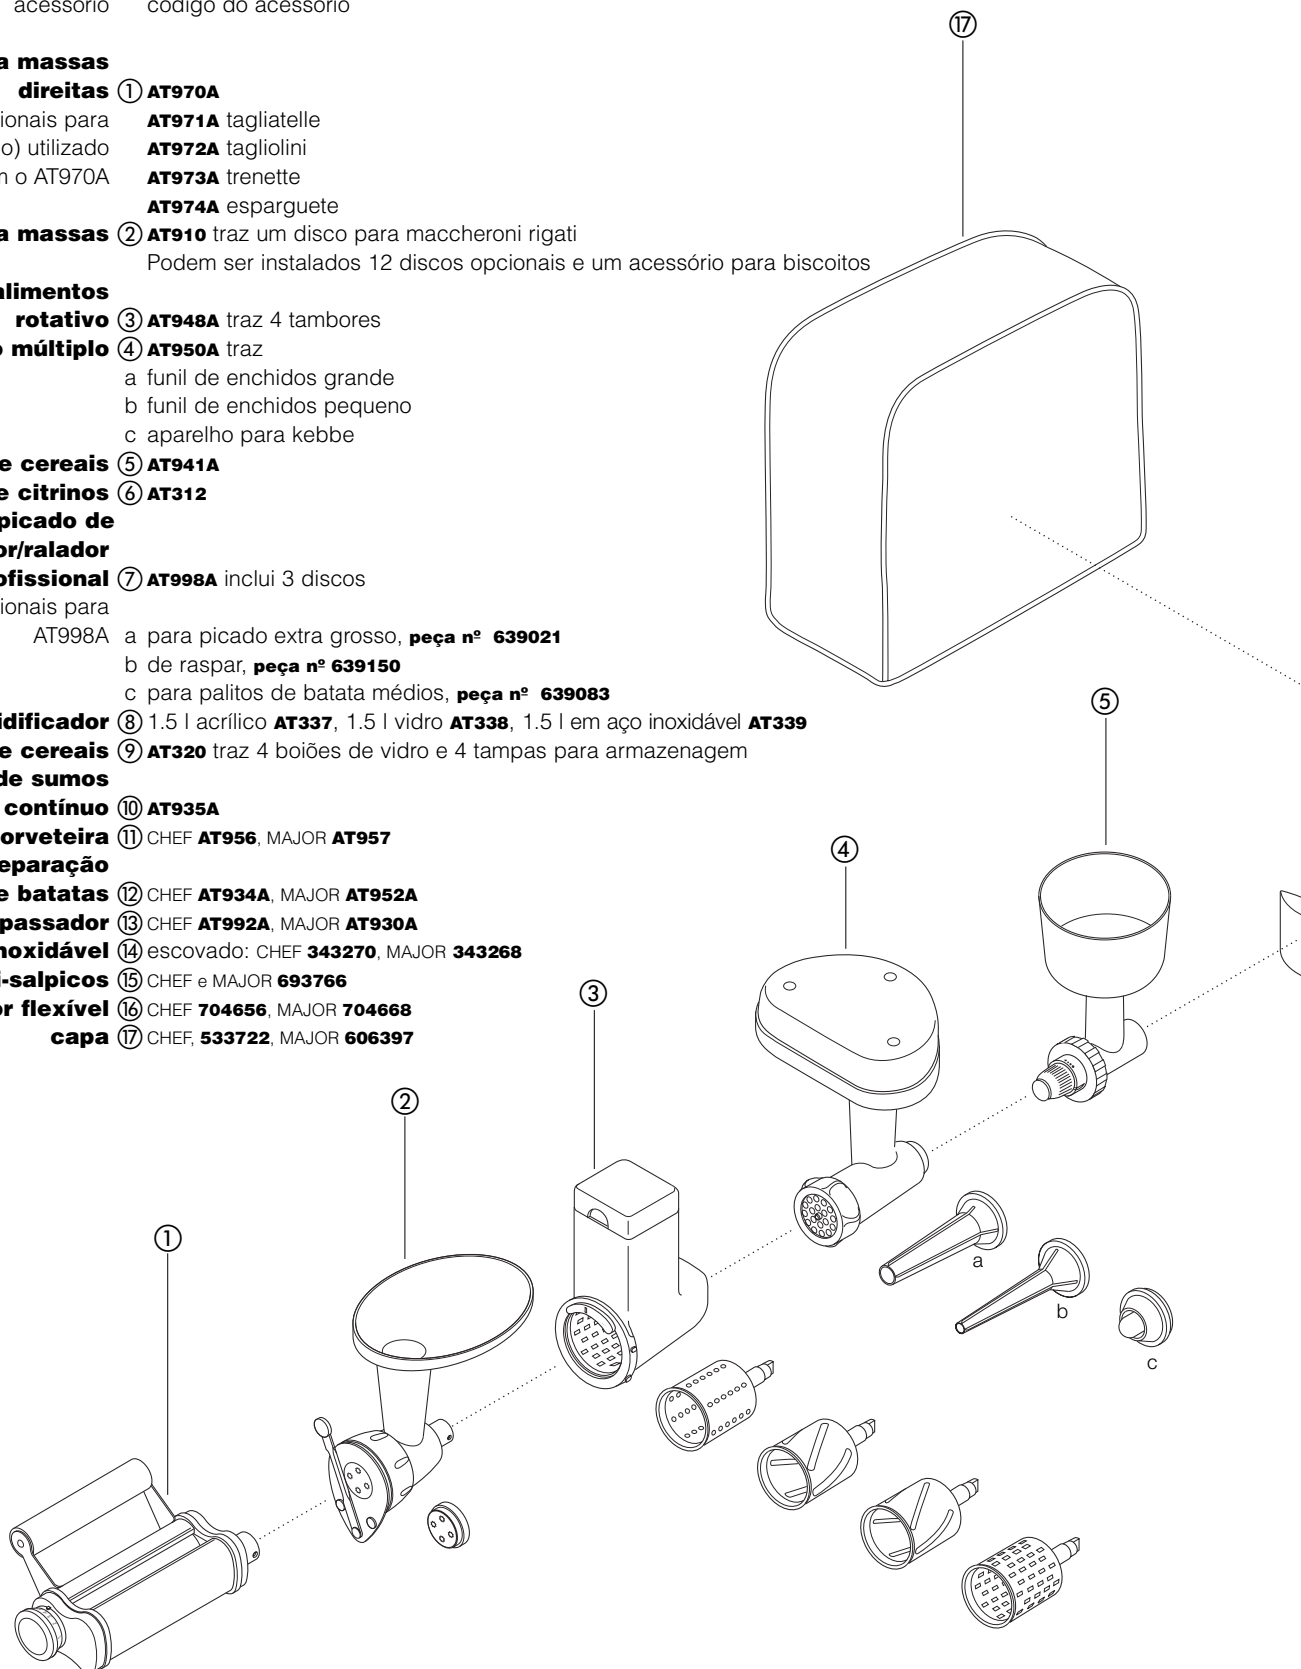 acessório código do acessório
a massas
direitas ① AT970A
ionais para AT971A tagliatelle
o) utilizado AT972A tagliolini
m o AT970A AT973A trenette
AT974A esparguete
a massas ② AT910 traz um disco para maccheroni rigati
Podem ser instalados 12 discos opcionais e um acessório para biscoitos
alimentos
rotativo ③ AT948A traz 4 tambores
o múltiplo ④ AT950A traz
a funil de enchidos grande
b funil de enchidos pequeno
c aparelho para kebbe
e cereais ⑤ AT941A
e citrinos ⑥ AT312
picado de
or/ralador
ofissional ⑦ AT998A inclui 3 discos
ionais para
AT998A a para picado extra grosso, peça nº 639021
b de raspar, peça nº 639150
c para palitos de batata médios, peça nº 639083
idificador ⑧ 1.5 l acrílico AT337, 1.5 l vidro AT338, 1.5 l em aço inoxidável AT339
e cereais ⑨ AT320 traz 4 boiões de vidro e 4 tampas para armazenagem
de sumos
contínuo ⑩ AT935A
orveteira ⑪ CHEF AT956, MAJOR AT957
eparação
e batatas ⑫ CHEF AT934A, MAJOR AT952A
passador ⑬ CHEF AT992A, MAJOR AT930A
noxidável ⑭ escovado: CHEF 343270, MAJOR 343268
i-salpicos ⑮ CHEF e MAJOR 693766
or flexível ⑯ CHEF 704656, MAJOR 704668
capa ⑰ CHEF, 533722, MAJOR 606397
⑰
⑤
④
③
②
①
a
b
c